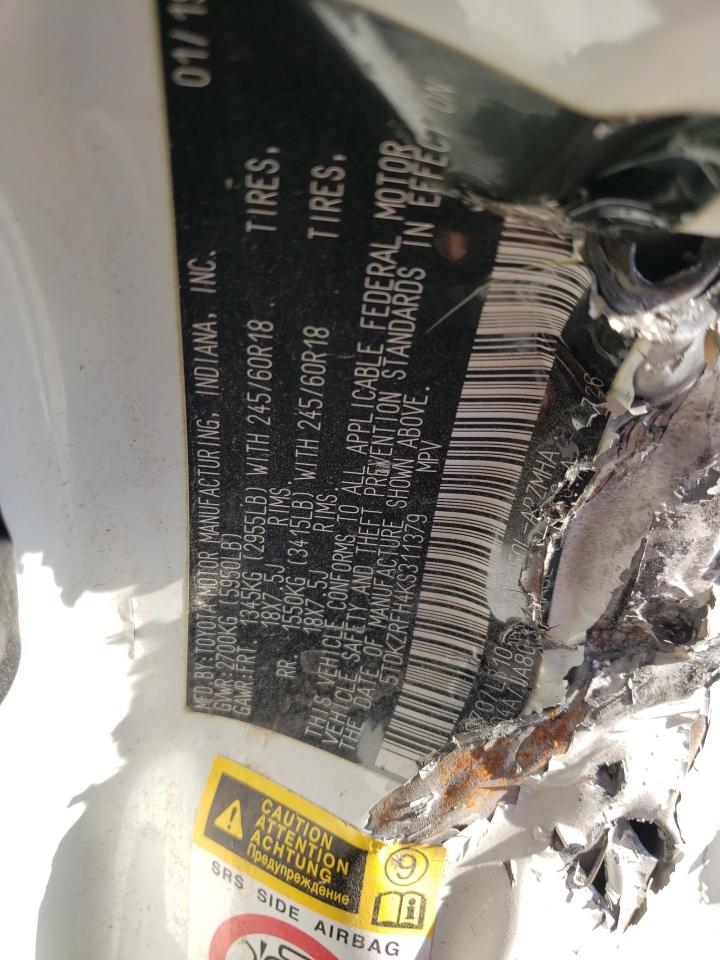 01/19
MFD BY: TOYOTA MOTOR MANUFACTURING, INDIANA, INC.
GVWR: 2700KG (5950LB)
GAWR: FRT 1345KG (2955LB) WITH 245/60R18 TIRES,
18X7.5J RIMS.
RR 1550KG (3415LB) WITH 245/60R18 TIRES,
18X7.5J RIMS
THIS VEHICLE CONFORMS TO ALL APPLICABLE FEDERAL MOTOR
VEHICLE SAFETY AND THEFT PREVENTION STANDARDS IN EFFECT ON
THE DATE OF MANUFACTURE SHOWN ABOVE.
5TDKZRFH4KS311379 MPV
CAUTION
ATTENTION
ACHTUNG
Предупреждение
9
i
SRS SIDE AIRBAG